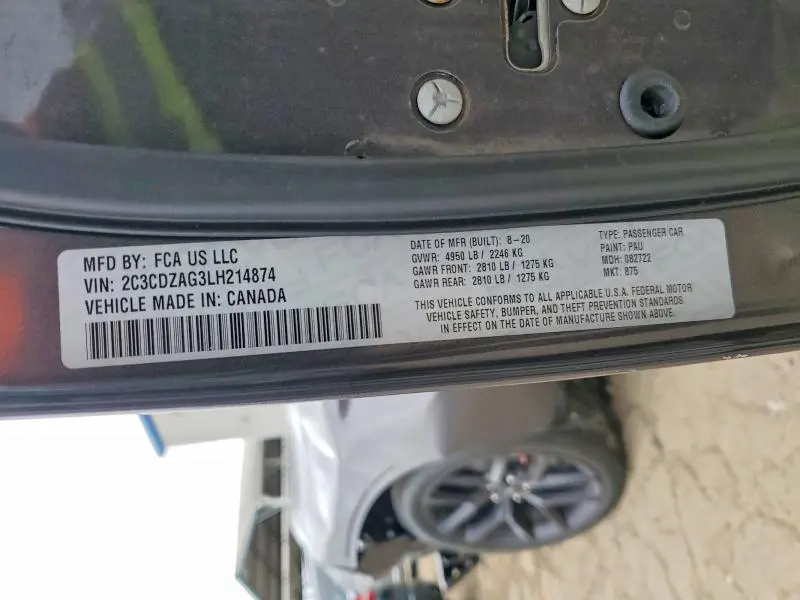 MFD BY: FCA US LLC
VIN: 2C3CDZAG3LH214874
VEHICLE MADE IN: CANADA
DATE OF MFR (BUILT): 8-20
GVWR: 4950 LB / 2246 KG
GAWR FRONT: 2810 LB / 1275 KG
GAWR REAR: 2810 LB / 1275 KG
TYPE: PASSENGER CAR
PAINT: PAU
MDH: 082722
MKT: 875
THIS VEHICLE CONFORMS TO ALL APPLICABLE U.S.A. FEDERAL MOTOR
VEHICLE SAFETY, BUMPER, AND THEFT PREVENTION STANDARDS
IN EFFECT ON THE DATE OF MANUFACTURE SHOWN ABOVE.